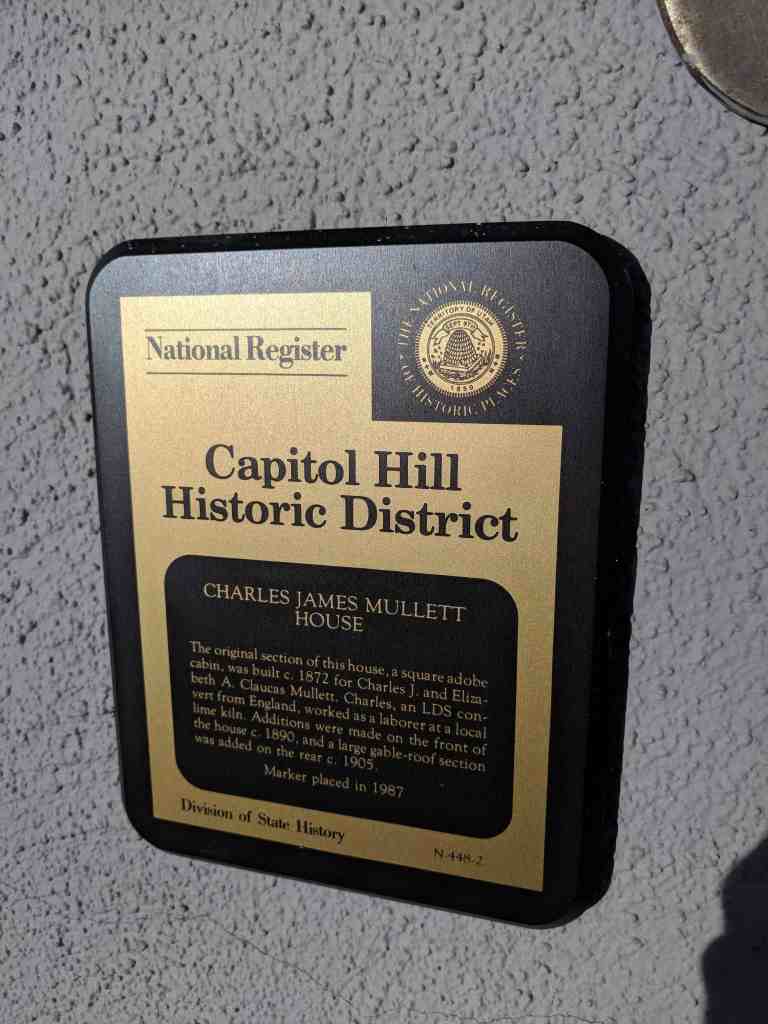 National Register
THE NATIONAL REGISTER
OF HISTORIC PLACES
TERRITORY OF UTAH
SEPT 9TH
1850
Capitol Hill
Historic District
CHARLES JAMES MULLETT
HOUSE
The original section of this house, a square adobe
cabin, was built c. 1872 for Charles J. and Eliza-
beth A. Claucas Mullett. Charles, an LDS con-
vert from England, worked as a laborer at a local
lime kiln. Additions were made on the front of
the house c. 1890, and a large gable-roof section
was added on the rear c. 1905.
Marker placed in 1987
Division of State History
N-448-2